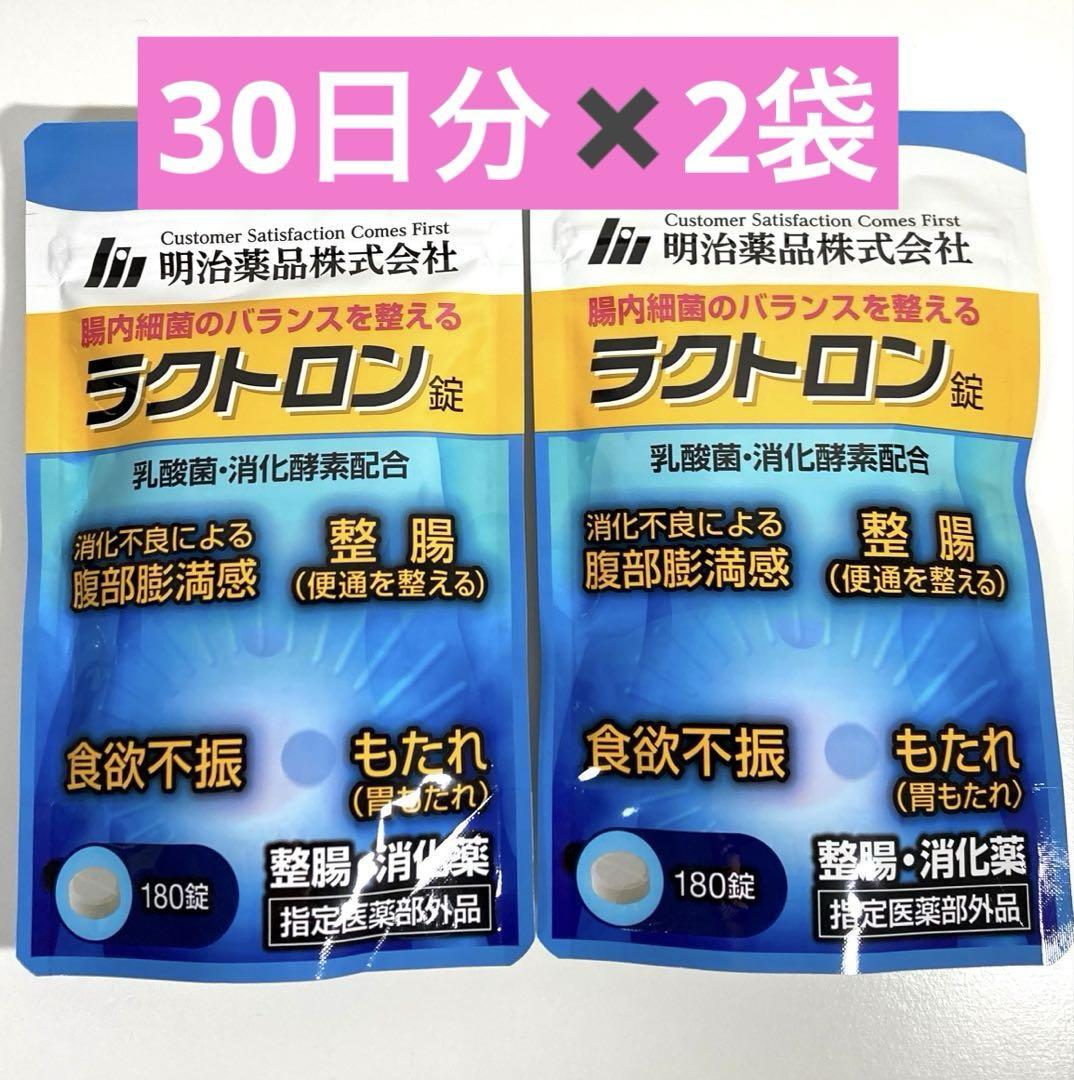 30日分✖2袋
Customer Satisfaction Comes First
明治薬品株式会社
腸内細菌のバランスを整える
ラクトロン錠
乳酸菌・消化酵素配合
消化不良による
腹部膨満感
整腸
(便通を整える)
食欲不振
もたれ
(胃もたれ)
180錠
整腸・消化薬
指定医薬部外品
Customer Satisfaction Comes First
明治薬品株式会社
腸内細菌のバランスを整える
ラクトロン錠
乳酸菌・消化酵素配合
消化不良による
腹部膨満感
整腸
(便通を整える)
食欲不振
もたれ
(胃もたれ)
180錠
整腸・消化薬
指定医薬部外品